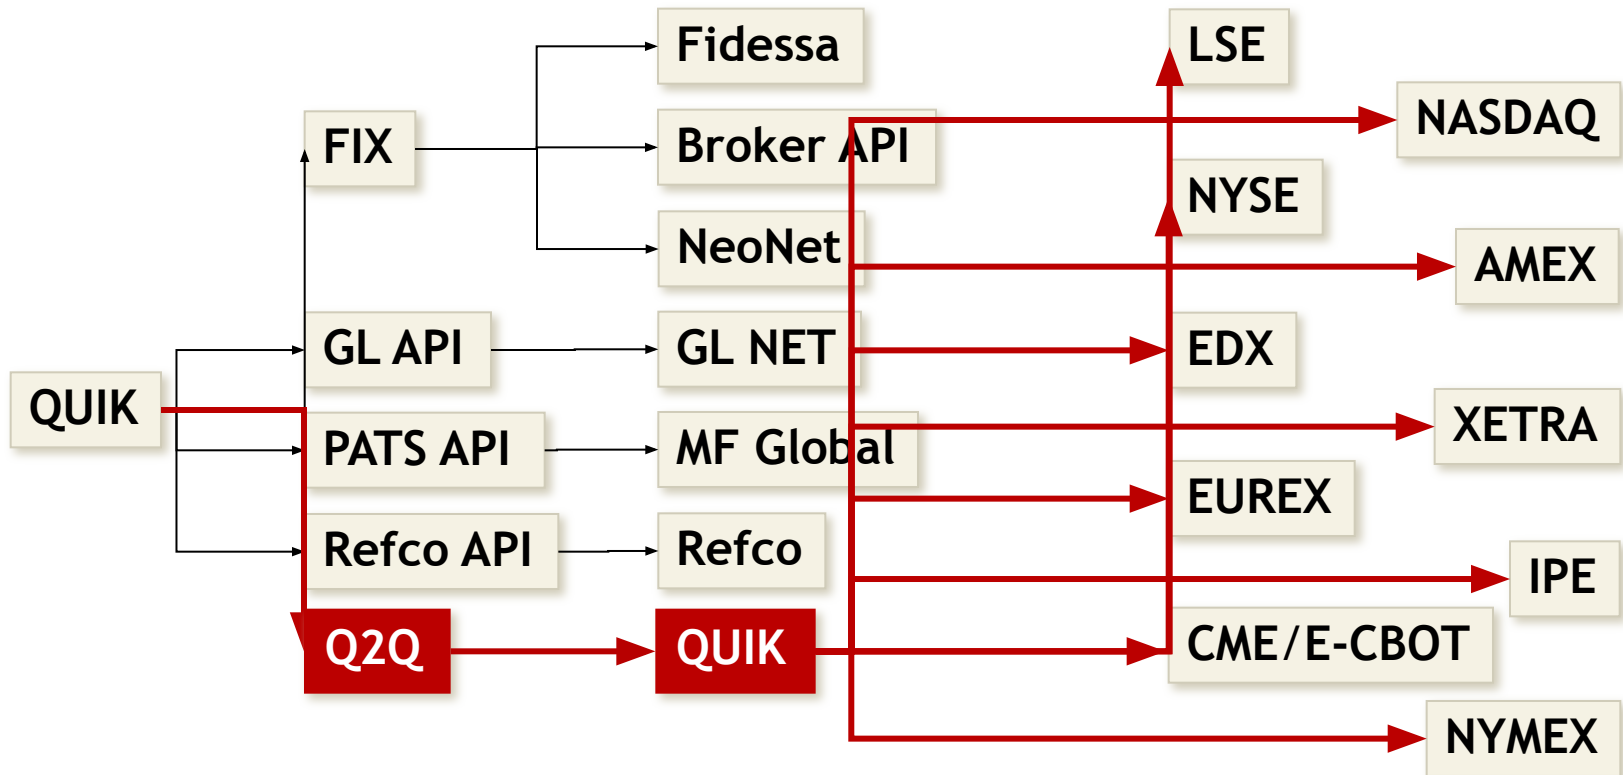 QUIK
FIX
GL API
PATS API
Refco API
Q2Q
Fidessa
Broker API
NeoNet
GL NET
MF Global
Refco
QUIK
LSE
NYSE
EDX
EUREX
CME/E-CBOT
NASDAQ
AMEX
XETRA
IPE
NYMEX